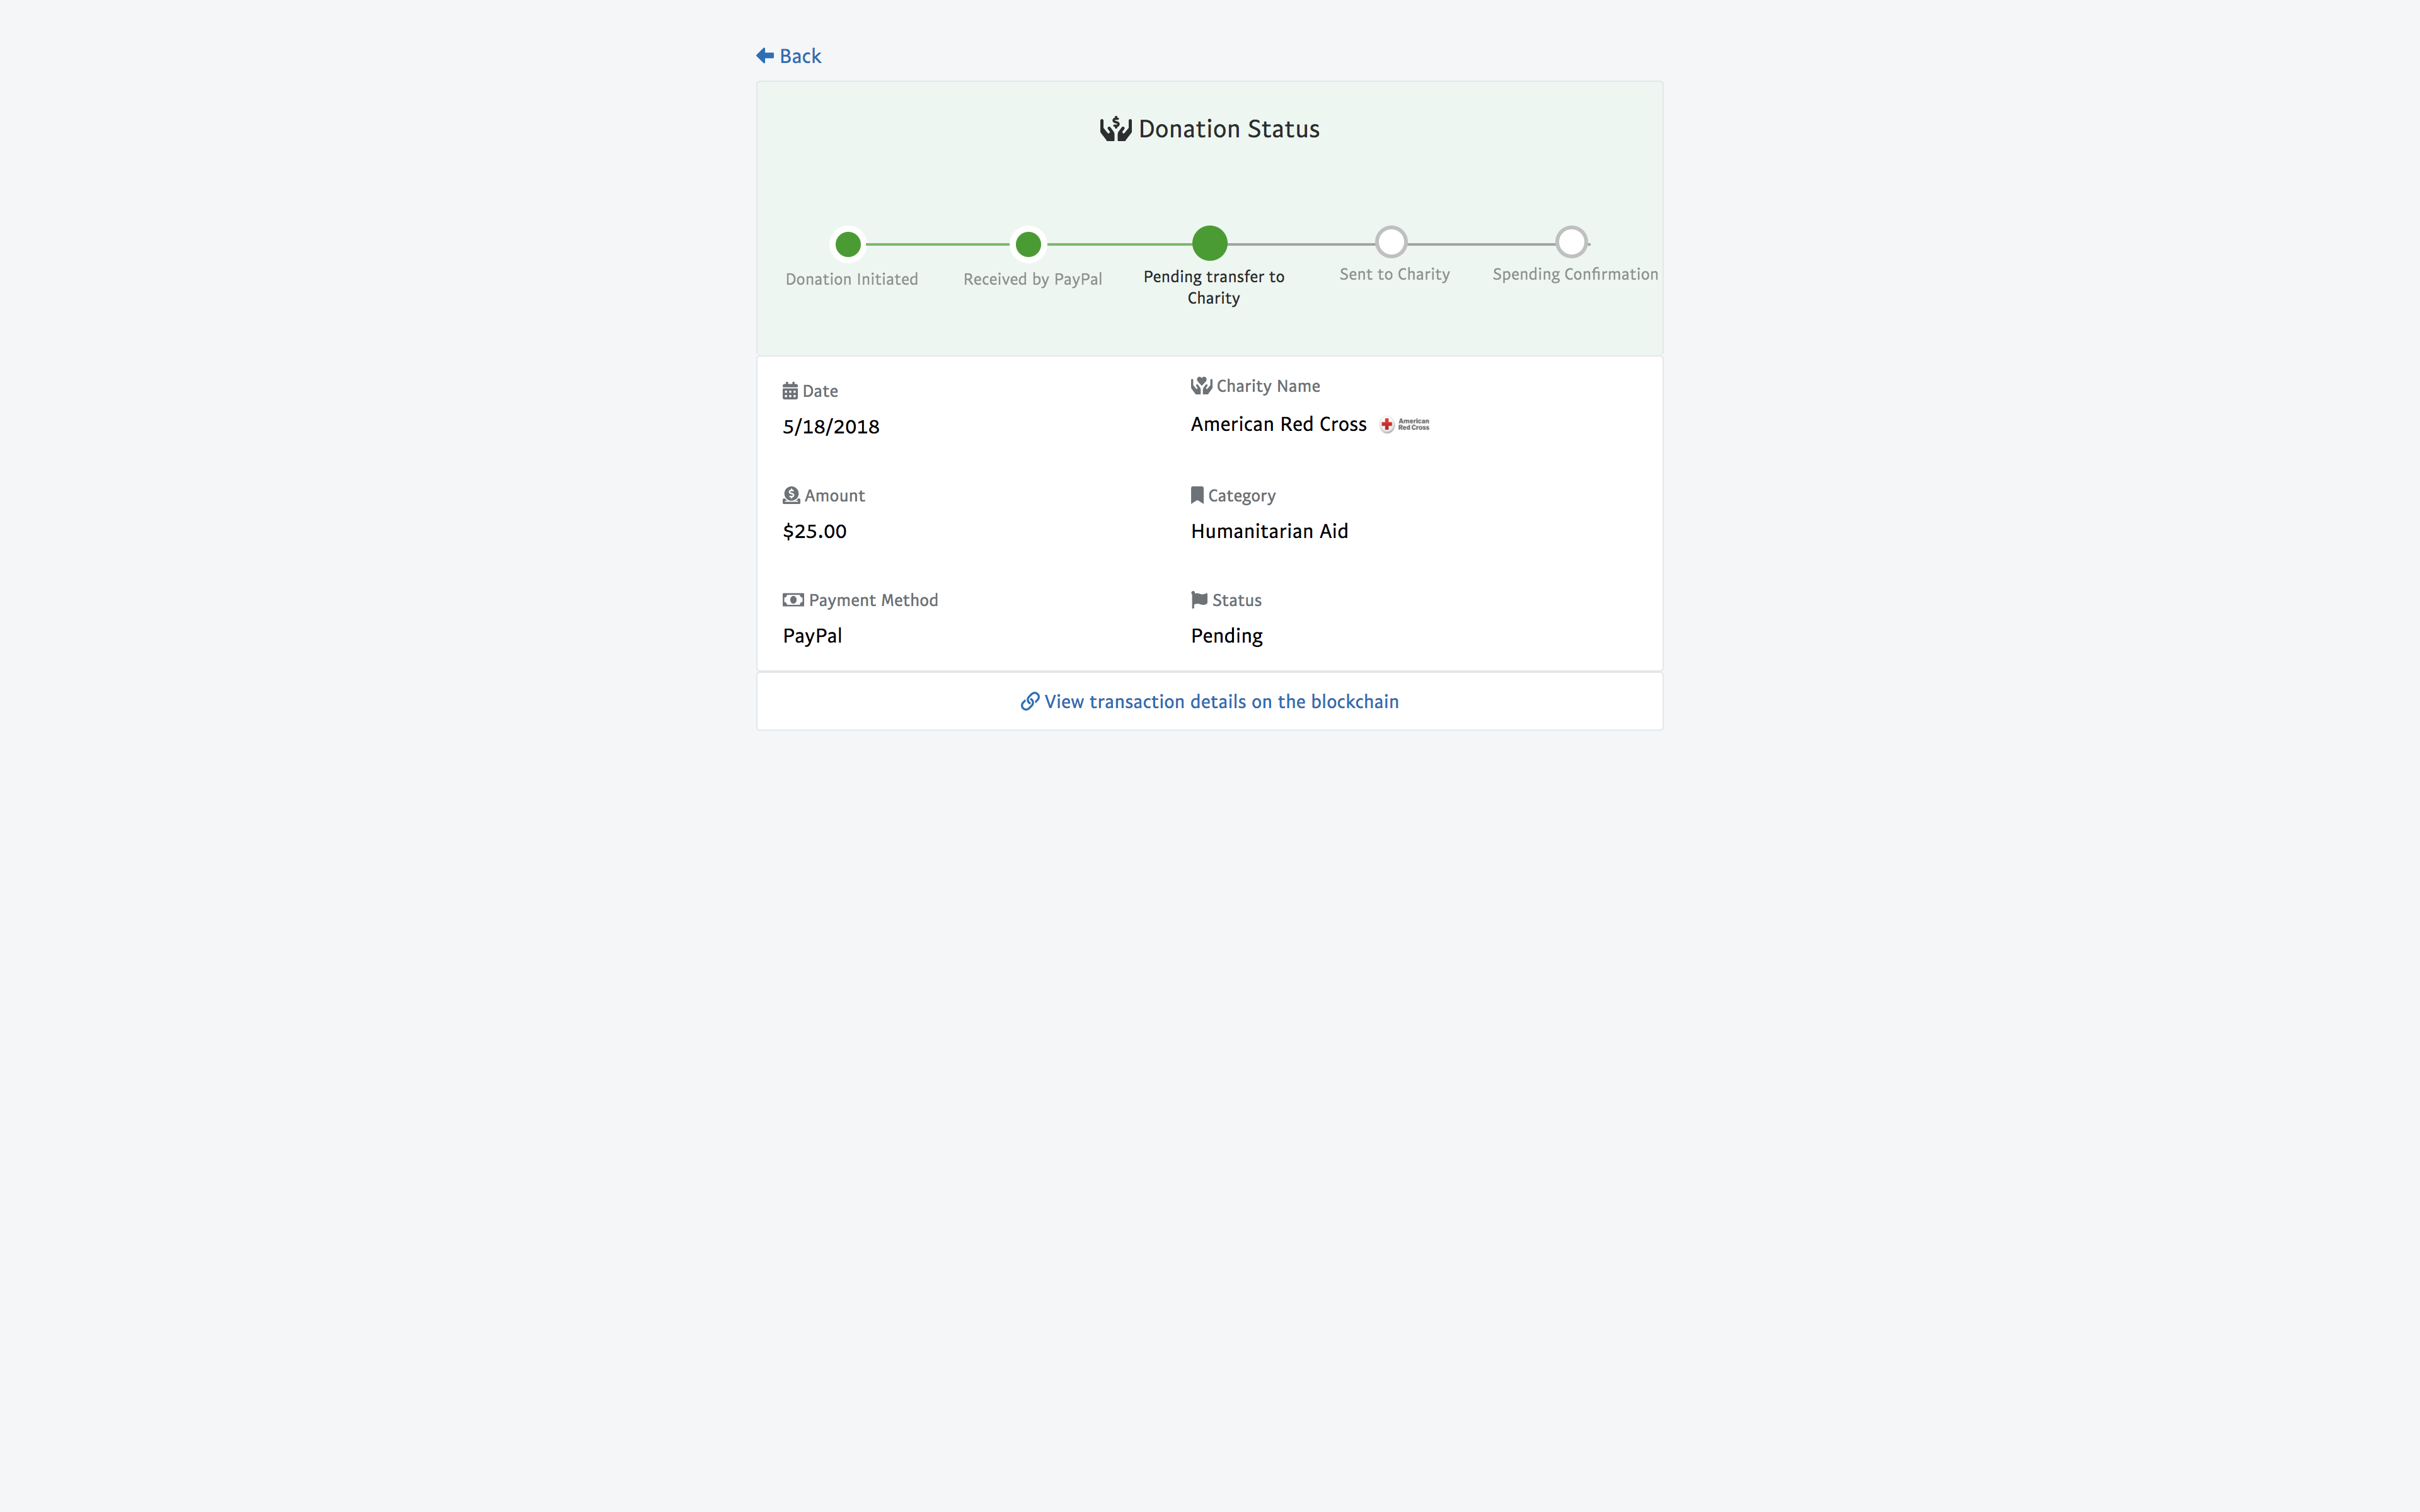 Back
Donation Status
Donation Initiated
Received by PayPal
Pending transfer to
Charity
Sent to Charity
Spending Confirmation
Date
5/18/2018
Charity Name
American Red Cross
American
Red Cross
Amount
$25.00
Category
Humanitarian Aid
Payment Method
PayPal
Status
Pending
View transaction details on the blockchain